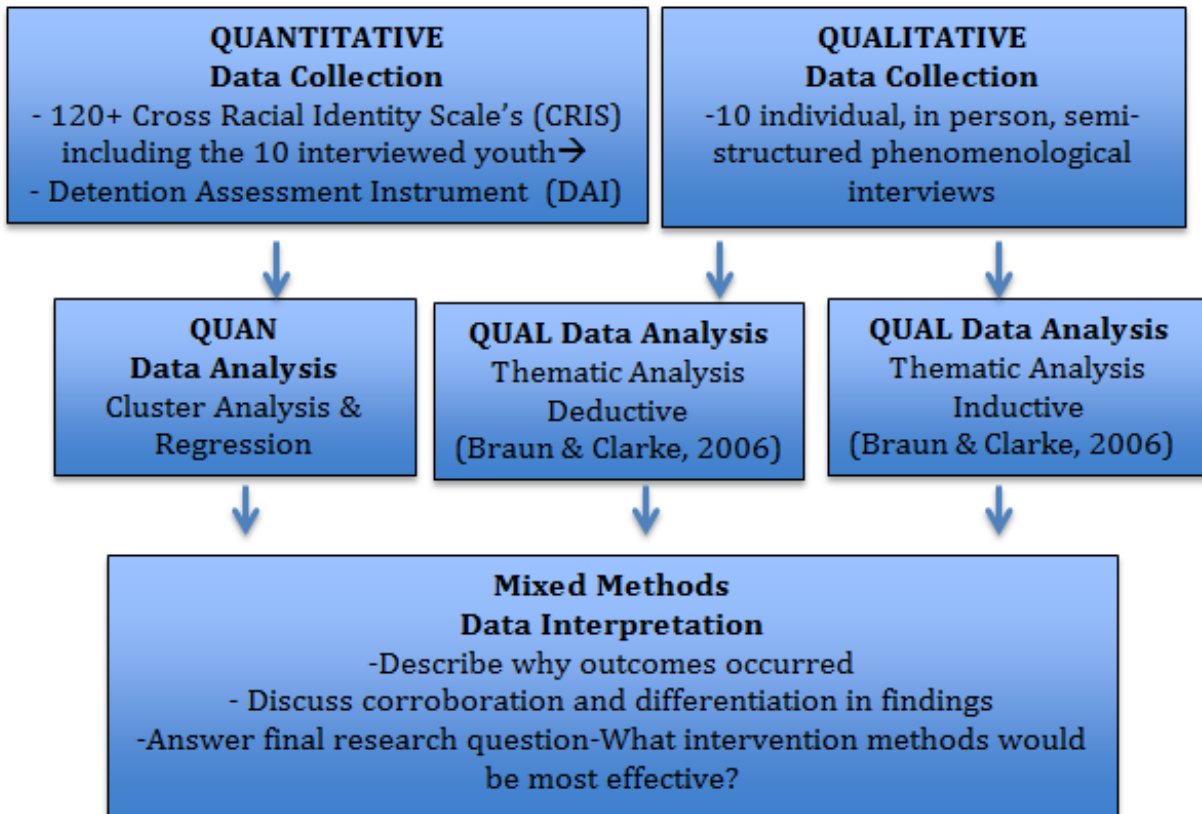 QUANTITATIVE
Data Collection
- 120+ Cross Racial Identity Scale's (CRIS)
including the 10 interviewed youth→
- Detention Assessment Instrument (DAI)
QUALITATIVE
Data Collection
-10 individual, in person, semi-
structured phenomenological
interviews
QUAN
Data Analysis
Cluster Analysis &
Regression
QUAL Data Analysis
Thematic Analysis
Deductive
(Braun & Clarke, 2006)
QUAL Data Analysis
Thematic Analysis
Inductive
(Braun & Clarke, 2006)
Mixed Methods
Data Interpretation
-Describe why outcomes occurred
- Discuss corroboration and differentiation in findings
-Answer final research question-What intervention methods would
be most effective?